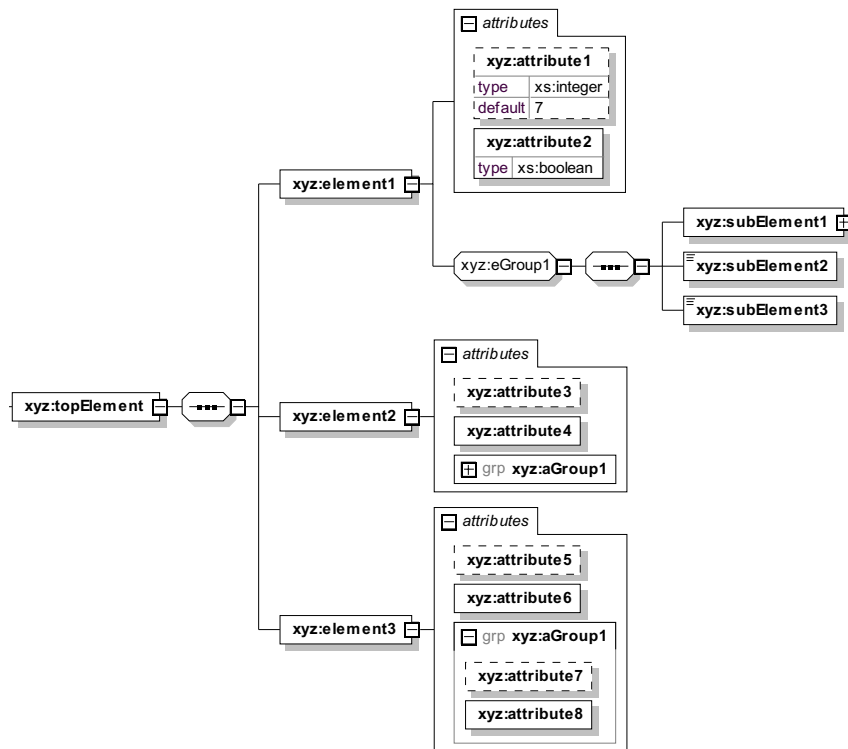 attributes
xyz:attribute1
type xs:integer
default 7
xyz:attribute2
type xs:boolean
xyz:element1
xyz:eGroup1
xyz:subElement1
xyz:subElement2
xyz:subElement3
xyz:topElement
xyz:element2
attributes
xyz:attribute3
xyz:attribute4
grp xyz:aGroup1
xyz:element3
attributes
xyz:attribute5
xyz:attribute6
grp xyz:aGroup1
xyz:attribute7
xyz:attribute8